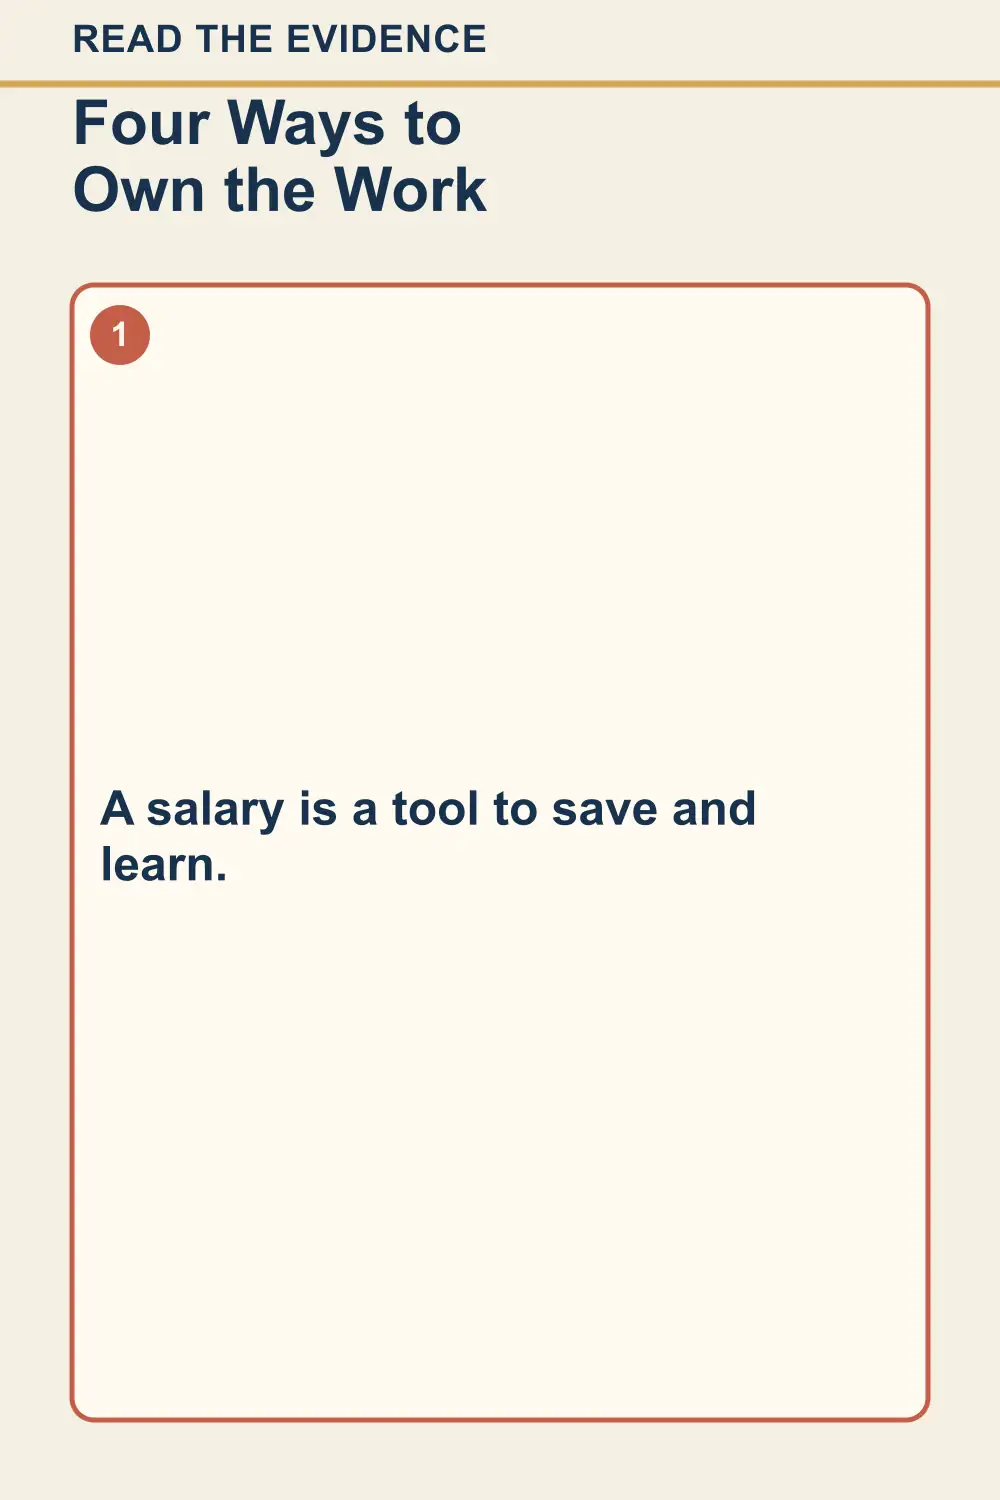 READ THE EVIDENCE
Four Ways to
Own the Work
1
A salary is a tool to save and
learn.